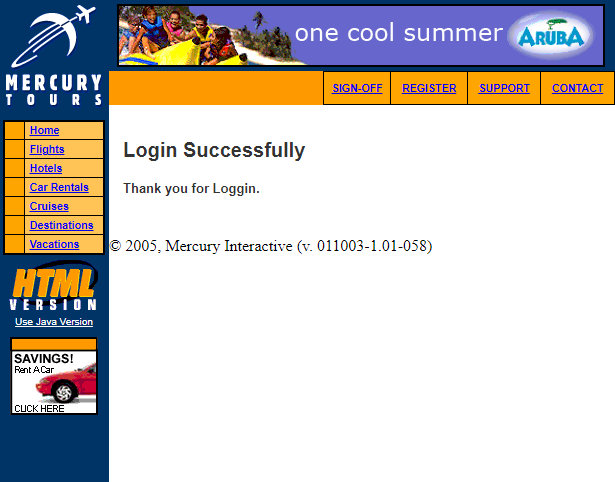 one cool summer ARUBA
MERCURY
TOURS
SIGN-OFF REGISTER SUPPORT CONTACT
Home
Flights
Hotels
Car Rentals
Cruises
Destinations
Vacations
HTML
VERSION
Use Java Version
SAVINGS!
Rent A Car
CLICK HERE
Login Successfully
Thank you for Loggin.
© 2005, Mercury Interactive (v. 011003-1.01-058)